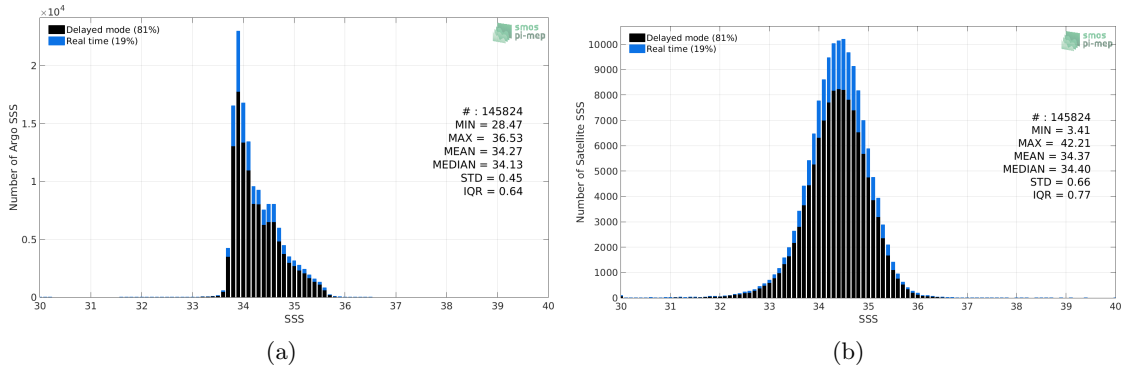 ×10⁴
Delayed mode (81%)
Real time (19%)
smos
pi-mep
# : 145824
MIN = 28.47
MAX = 36.53
MEAN = 34.27
MEDIAN = 34.13
STD = 0.45
IQR = 0.64
Number of Argo SSS
2
1.5
1
0.5
0
30 31 32 33 34 35 36 37 38 39 40
SSS
(a)
Delayed mode (81%)
Real time (19%)
smos
pi-mep
# : 145824
MIN = 3.41
MAX = 42.21
MEAN = 34.37
MEDIAN = 34.40
STD = 0.66
IQR = 0.77
Number of Satellite SSS
10000
9000
8000
7000
6000
5000
4000
3000
2000
1000
0
30 31 32 33 34 35 36 37 38 39 40
SSS
(b)